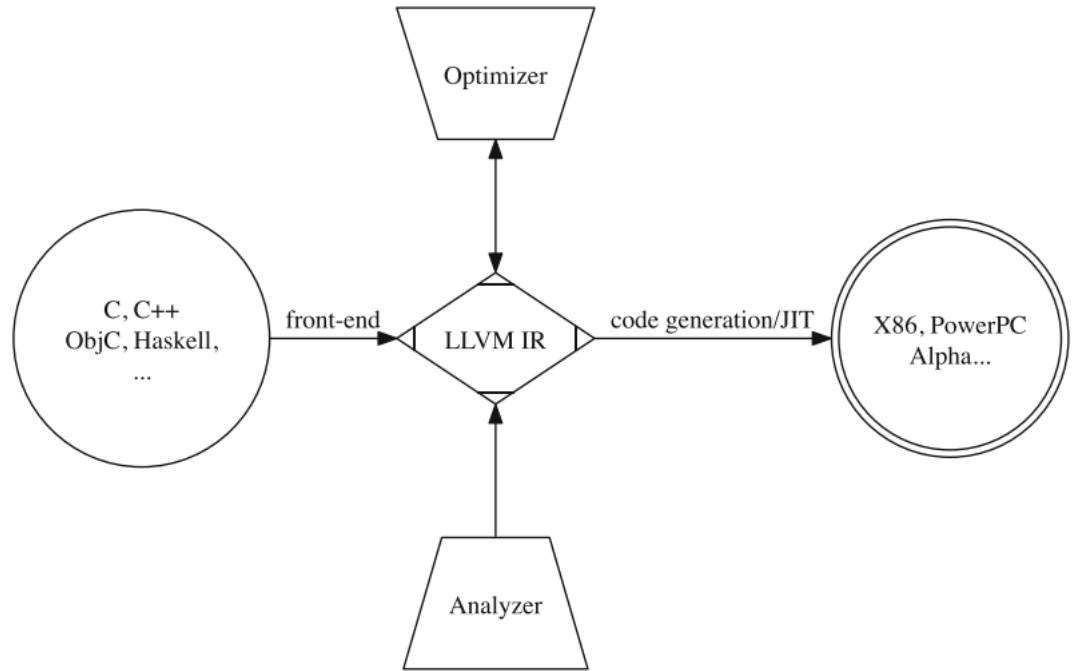 Optimizer
C, C++
ObjC, Haskell,
...
front-end
LLVM IR
code generation/JIT
X86, PowerPC
Alpha...
Analyzer